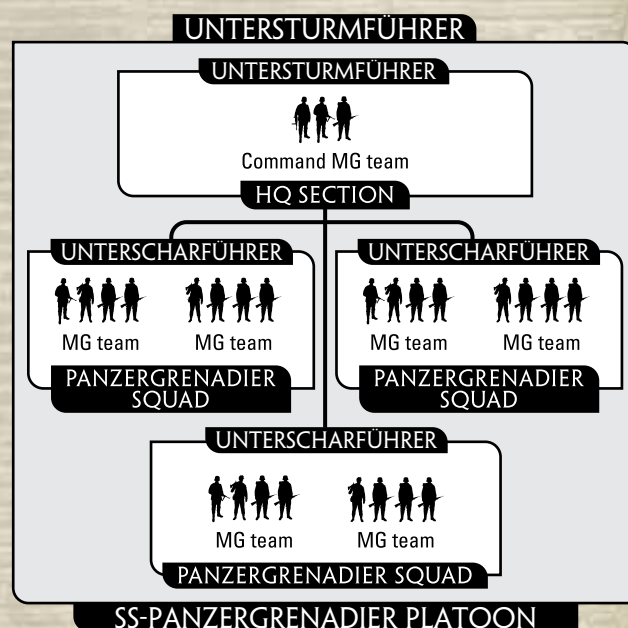 UNTERSTURMFÜHRER
UNTERSTURMFÜHRER
Command MG team
HQ SECTION
UNTERSCHARFÜHRER
MG team MG team
PANZERGRENADIER
SQUAD
UNTERSCHARFÜHRER
MG team MG team
PANZERGRENADIER
SQUAD
UNTERSCHARFÜHRER
MG team MG team
PANZERGRENADIER SQUAD
SS-PANZERGRENADIER PLATOON